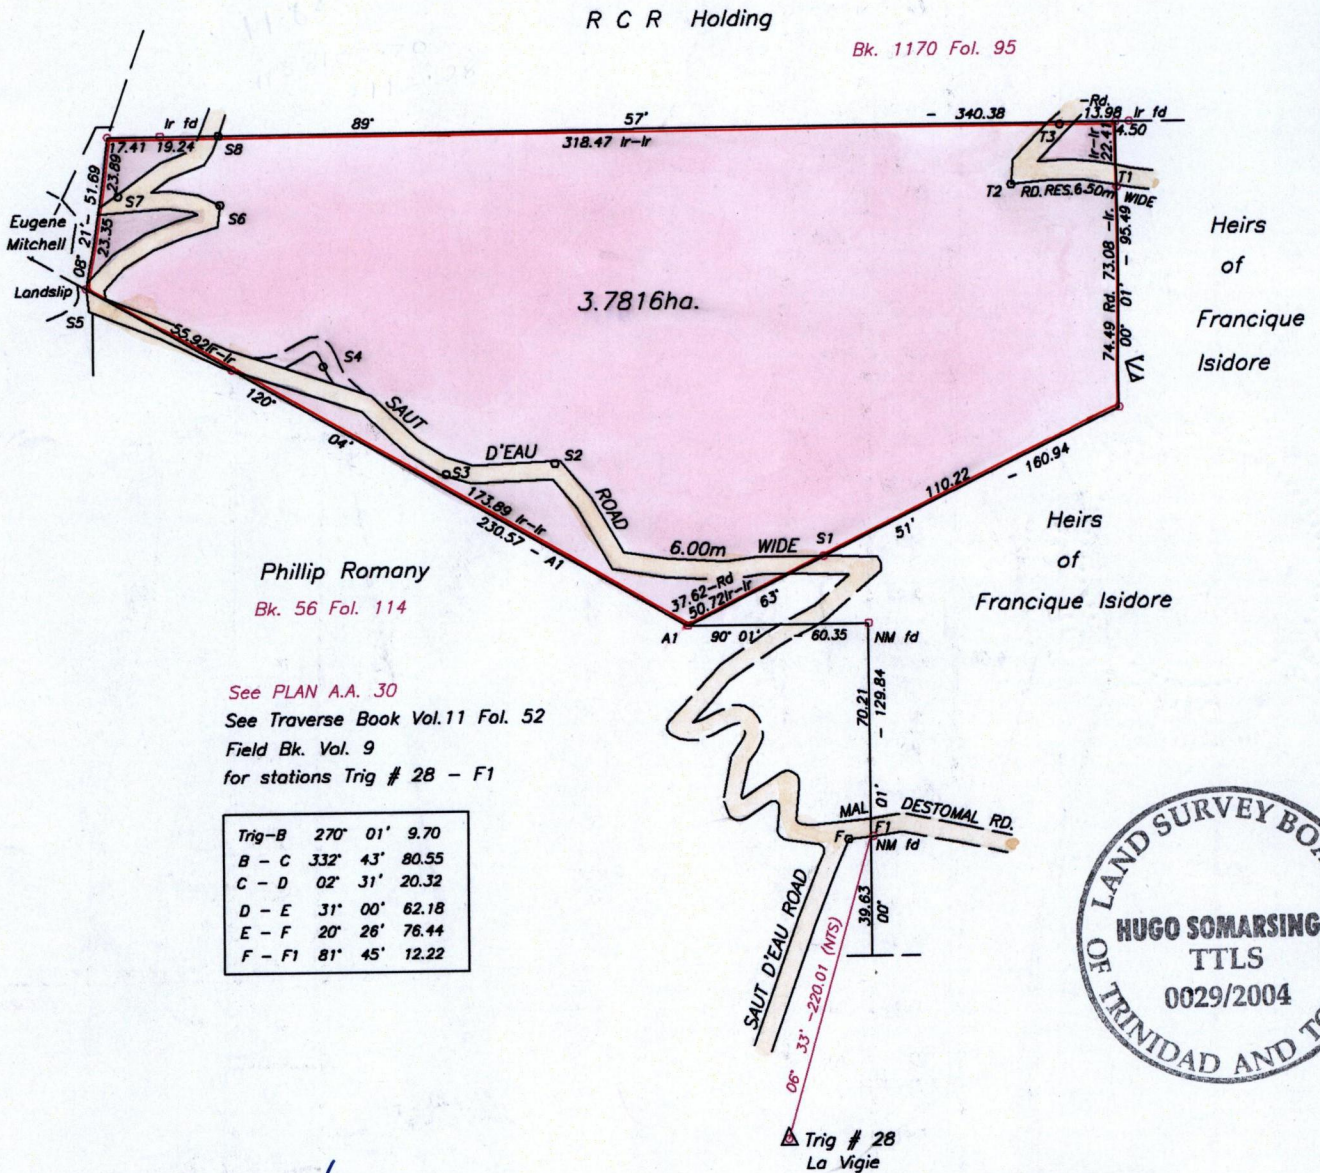 R C R Holding
Bk. 1170 Fol. 95
Ir fd
89° 57' - 340.38
-Rd.
13.98 Ir fd
17.41 19.24 S8
318.47 Ir-Ir
T3
4.50
22.41
Ir-Ir
T1
T2 RD.RES.6.50m WIDE
08° 21' - 51.69
23.89
23.35
S7
S6
Eugene
Mitchell
Landslip
S5
3.7816ha.
74.49 Rd. 73.08 -Ir.
00° 01' - 95.49
Heirs
of
Francique
Isidore
55.92Ir-Ir
S4
120° 04'
SAUT D'EAU ROAD
S3
S2
173.89 Ir-Ir
230.57 - A1
6.00m WIDE S1
110.22
63° 51' - 160.94
37.62-Rd
50.72Ir-Ir
Heirs
of
Francique Isidore
Phillip Romany
Bk. 56 Fol. 114
A1 90° 01' - 60.35 NM fd
See PLAN A.A. 30
See Traverse Book Vol.11 Fol. 52
Field Bk. Vol. 9
for stations Trig # 28 - F1
70.21
00° 01' - 129.84
MAL DESTOMAL RD.
F F1
NM fd
39.63
Trig-B 270° 01' 9.70
B - C 332° 43' 80.55
C - D 02° 31' 20.32
D - E 31° 00' 62.18
E - F 20° 26' 76.44
F - F1 81° 45' 12.22
SAUT D'EAU ROAD
06° 33' -220.01 (NTS)
Trig # 28
La Vigie
LAND SURVEY
OF TRINIDAD AND
HUGO SOMARSING
TTLS
0029/2004